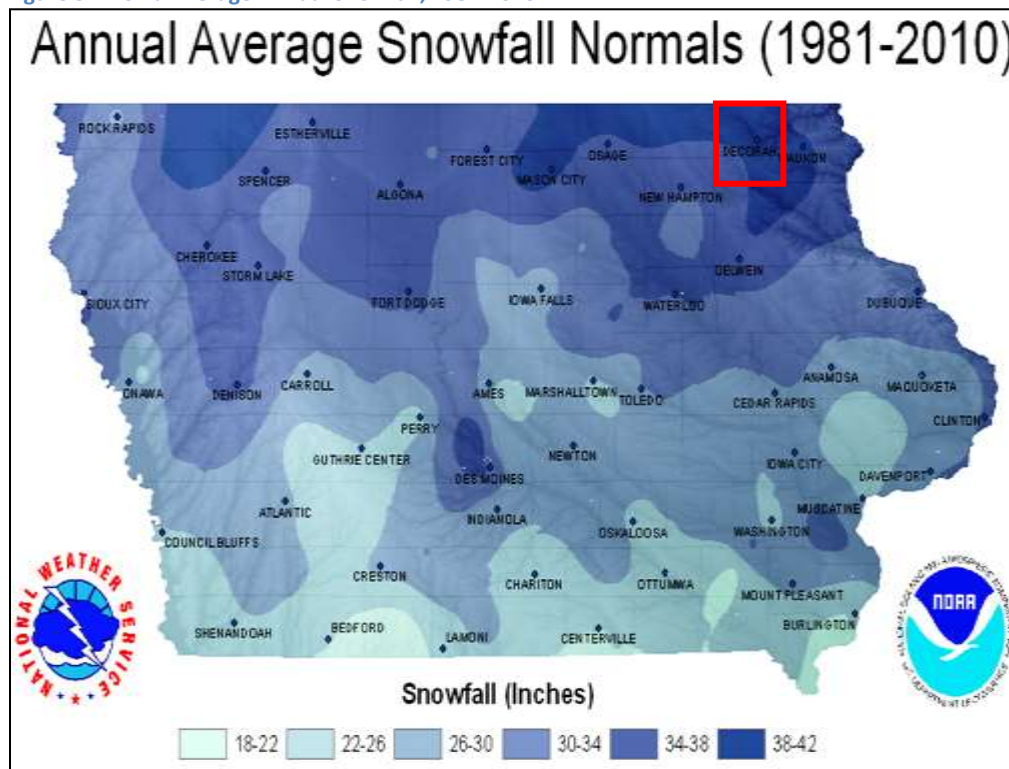 Annual Average Snowfall Normals (1981-2010)
ROCK RAPIDS
ESTHERVILLE
FOREST CITY
OSAGE
DECORAH
AUKON
SPENCER
ALGONA
MASON CITY
NEW HAMPTON
CHEROKEE
STORM LAKE
OELWEIN
SIOUX CITY
FORT DODGE
IOWA FALLS
WATERLOO
DUBUQUE
ONAWA
DENISON
CARROLL
AMES
MARSHALLTOWN
TOLEDO
CEDAR RAPIDS
ANAMOSA
MAQUOKETA
CLINTON
PERRY
GUTHRIE CENTER
DES MOINES
NEWTON
IOWA CITY
DAVENPORT
ATLANTIC
INDIANOLA
OSKALOOSA
WASHINGTON
MUSCATINE
COUNCIL BLUFFS
CRESTON
CHARITON
OTTUMWA
MOUNT PLEASANT
SHENANDOAH
BEDFORD
LAMONI
CENTERVILLE
BURLINGTON
NATIONAL WEATHER SERVICE
NOAA
Snowfall (Inches)
18-22 22-26 26-30 30-34 34-38 38-42